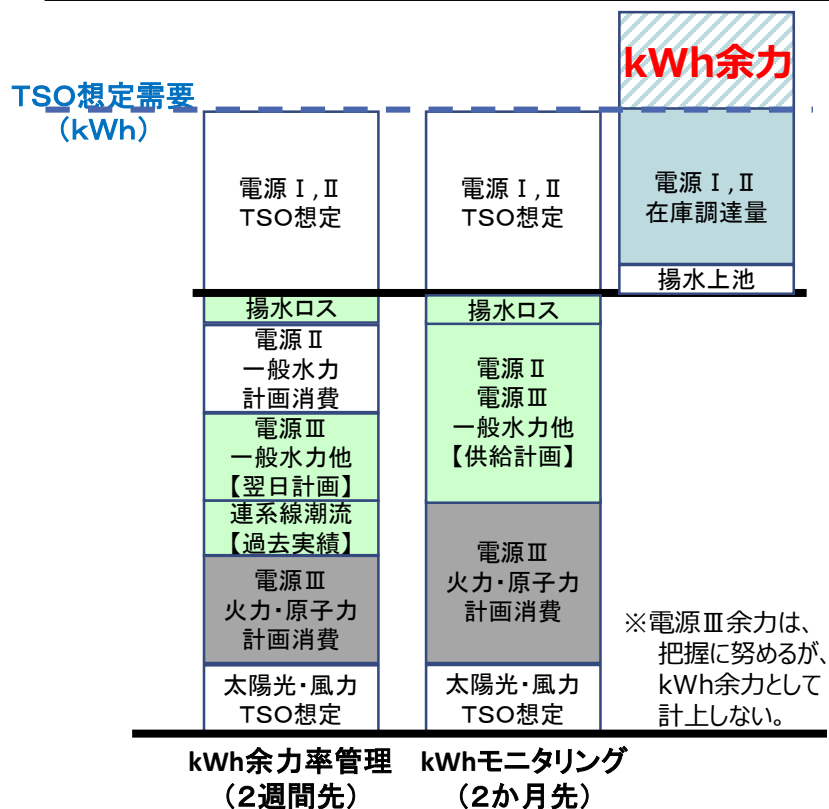 kWh余力
TSO想定需要
(kWh)
電源Ⅰ,Ⅱ
TSO想定
電源Ⅰ,Ⅱ
TSO想定
電源Ⅰ,Ⅱ
在庫調達量
揚水上池
揚水ロス
電源Ⅱ
一般水力
計画消費
電源Ⅲ
一般水力他
【翌日計画】
連系線潮流
【過去実績】
電源Ⅲ
火力・原子力
計画消費
太陽光・風力
TSO想定
揚水ロス
電源Ⅱ
電源Ⅲ
一般水力他
【供給計画】
電源Ⅲ
火力・原子力
計画消費
太陽光・風力
TSO想定
※電源Ⅲ余力は、
把握に努めるが、
kWh余力として
計上しない。
kWh余力率管理
(2週間先)
kWhモニタリング
(2か月先)